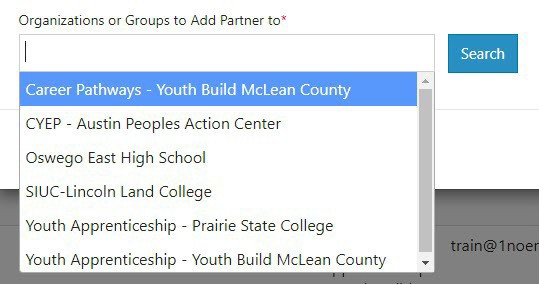 Organizations or Groups to Add Partner to*
Search
Career Pathways - Youth Build McLean County
CYEP - Austin Peoples Action Center
Oswego East High School
SIUC-Lincoln Land College
Youth Apprenticeship - Prairie State College
train@1noer
Youth Apprenticeship - Youth Build McLean County